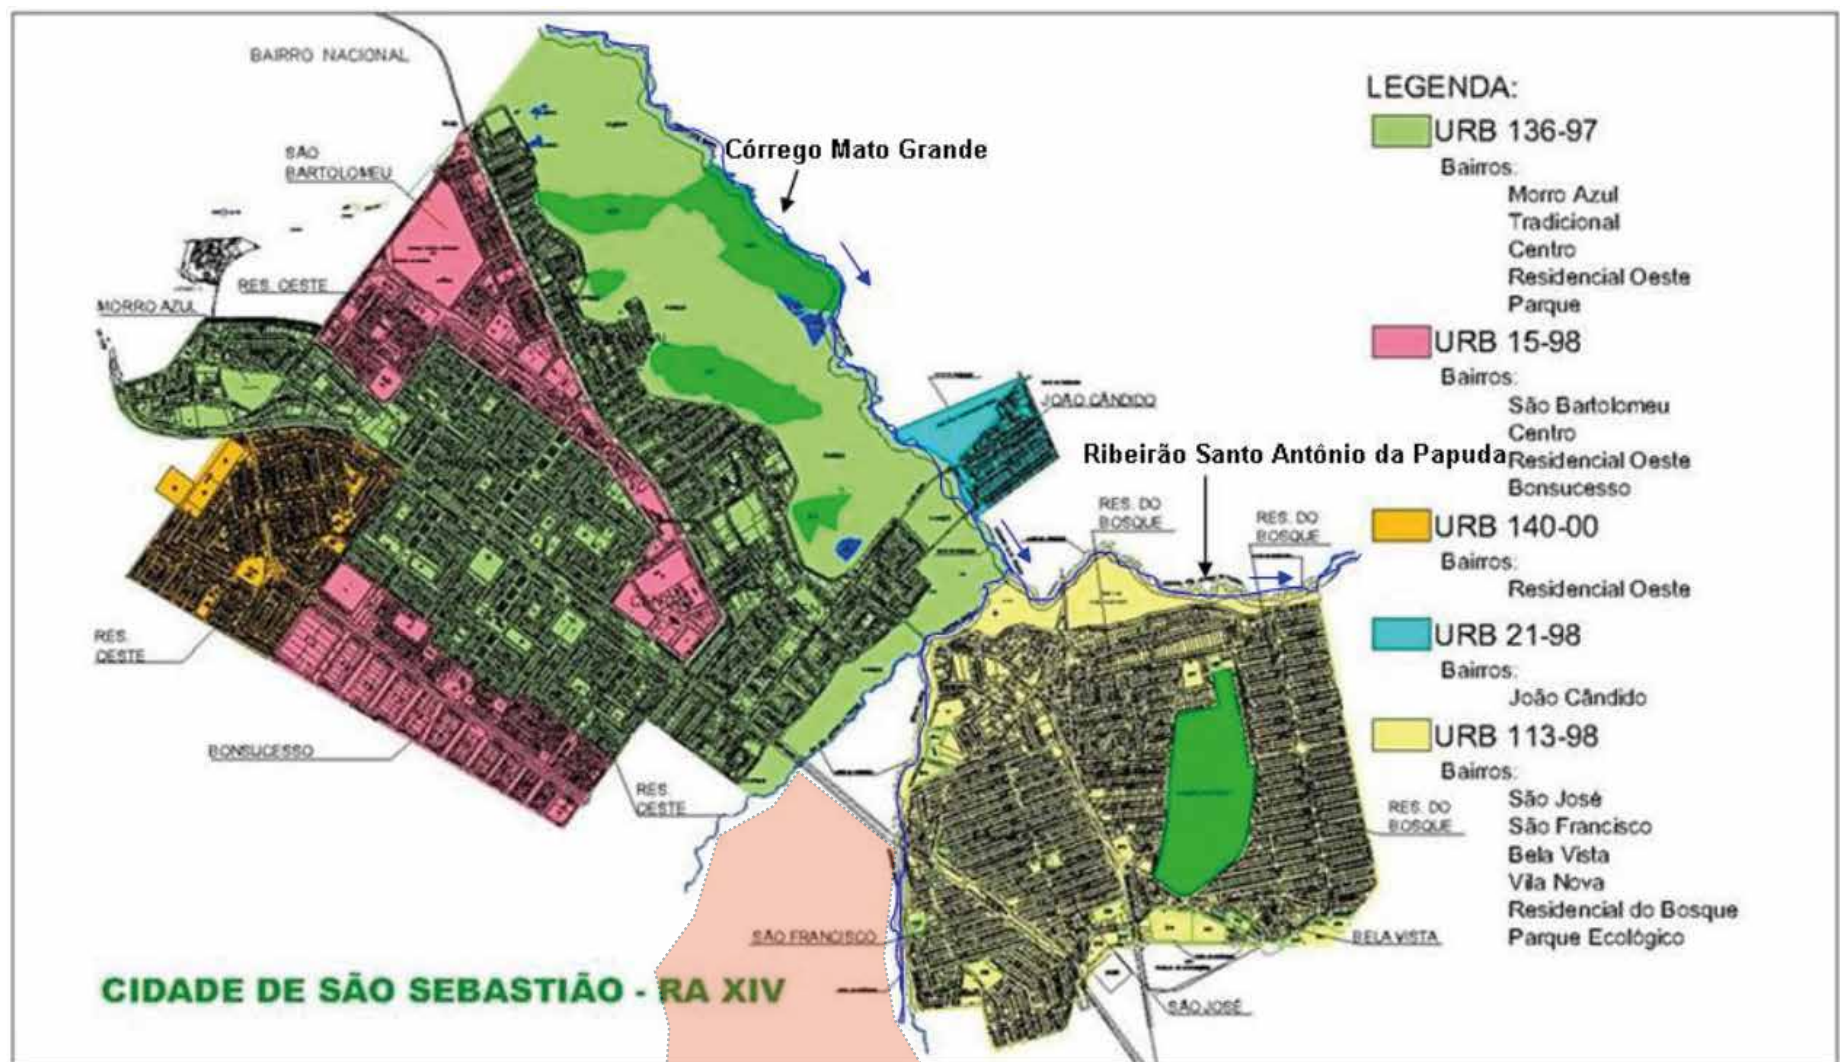 BAIRRO NACIONAL
SÃO
BARTOLOMEU
RES. OESTE
MORRO AZUL
Córrego Mato Grande
JOÃO CÂNDIDO
Ribeirão Santo Antônio da Papuda
RES. DO
BOSQUE
RES. DO
BOSQUE
RES.
OESTE
BONSUCESSO
RES.
OESTE
RES. DO
BOSQUE
SÃO FRANCISCO
BELA VISTA
SÃO JOSÉ
CIDADE DE SÃO SEBASTIÃO - RA XIV
LEGENDA:
URB 136-97
Bairros:
Morro Azul
Tradicional
Centro
Residencial Oeste
Parque
URB 15-98
Bairros:
São Bartolomeu
Centro
Residencial Oeste
Bonsucesso
URB 140-00
Bairros:
Residencial Oeste
URB 21-98
Bairros:
João Cândido
URB 113-98
Bairros:
São José
São Francisco
Bela Vista
Vila Nova
Residencial do Bosque
Parque Ecológico